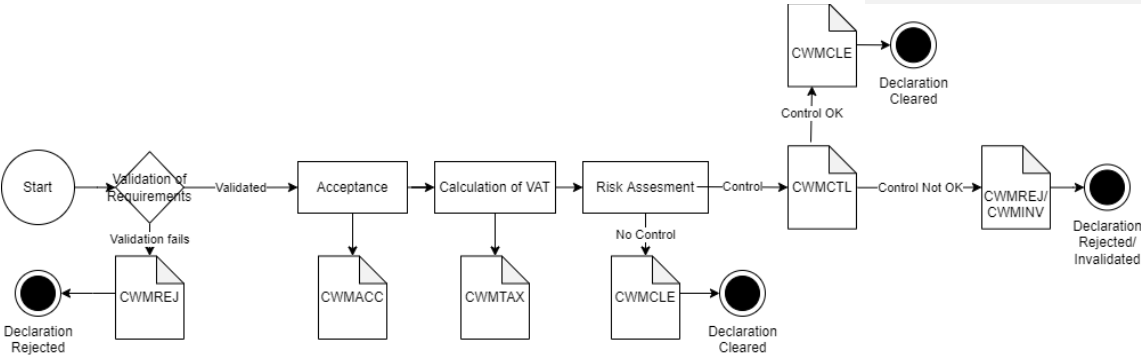 CWMCLE
Declaration
Cleared
Control OK
Start
Validation of
Requirements
Validated
Acceptance
Calculation of VAT
Risk Assesment
Control
CWMCTL
Control Not OK
CWMREJ/
CWMINV
Declaration
Rejected/
Invalidated
Validation fails
No Control
CWMREJ
CWMACC
CWMTAX
CWMCLE
Declaration
Rejected
Declaration
Cleared